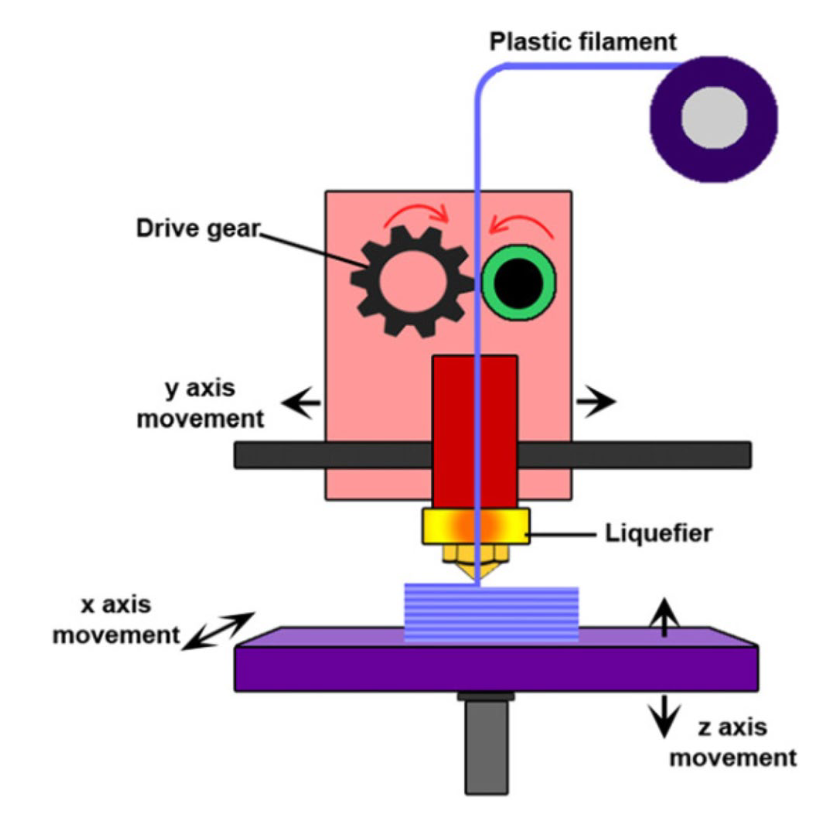 Plastic filament
Drive gear
y axis
movement
Liquefier
x axis
movement
z axis
movement